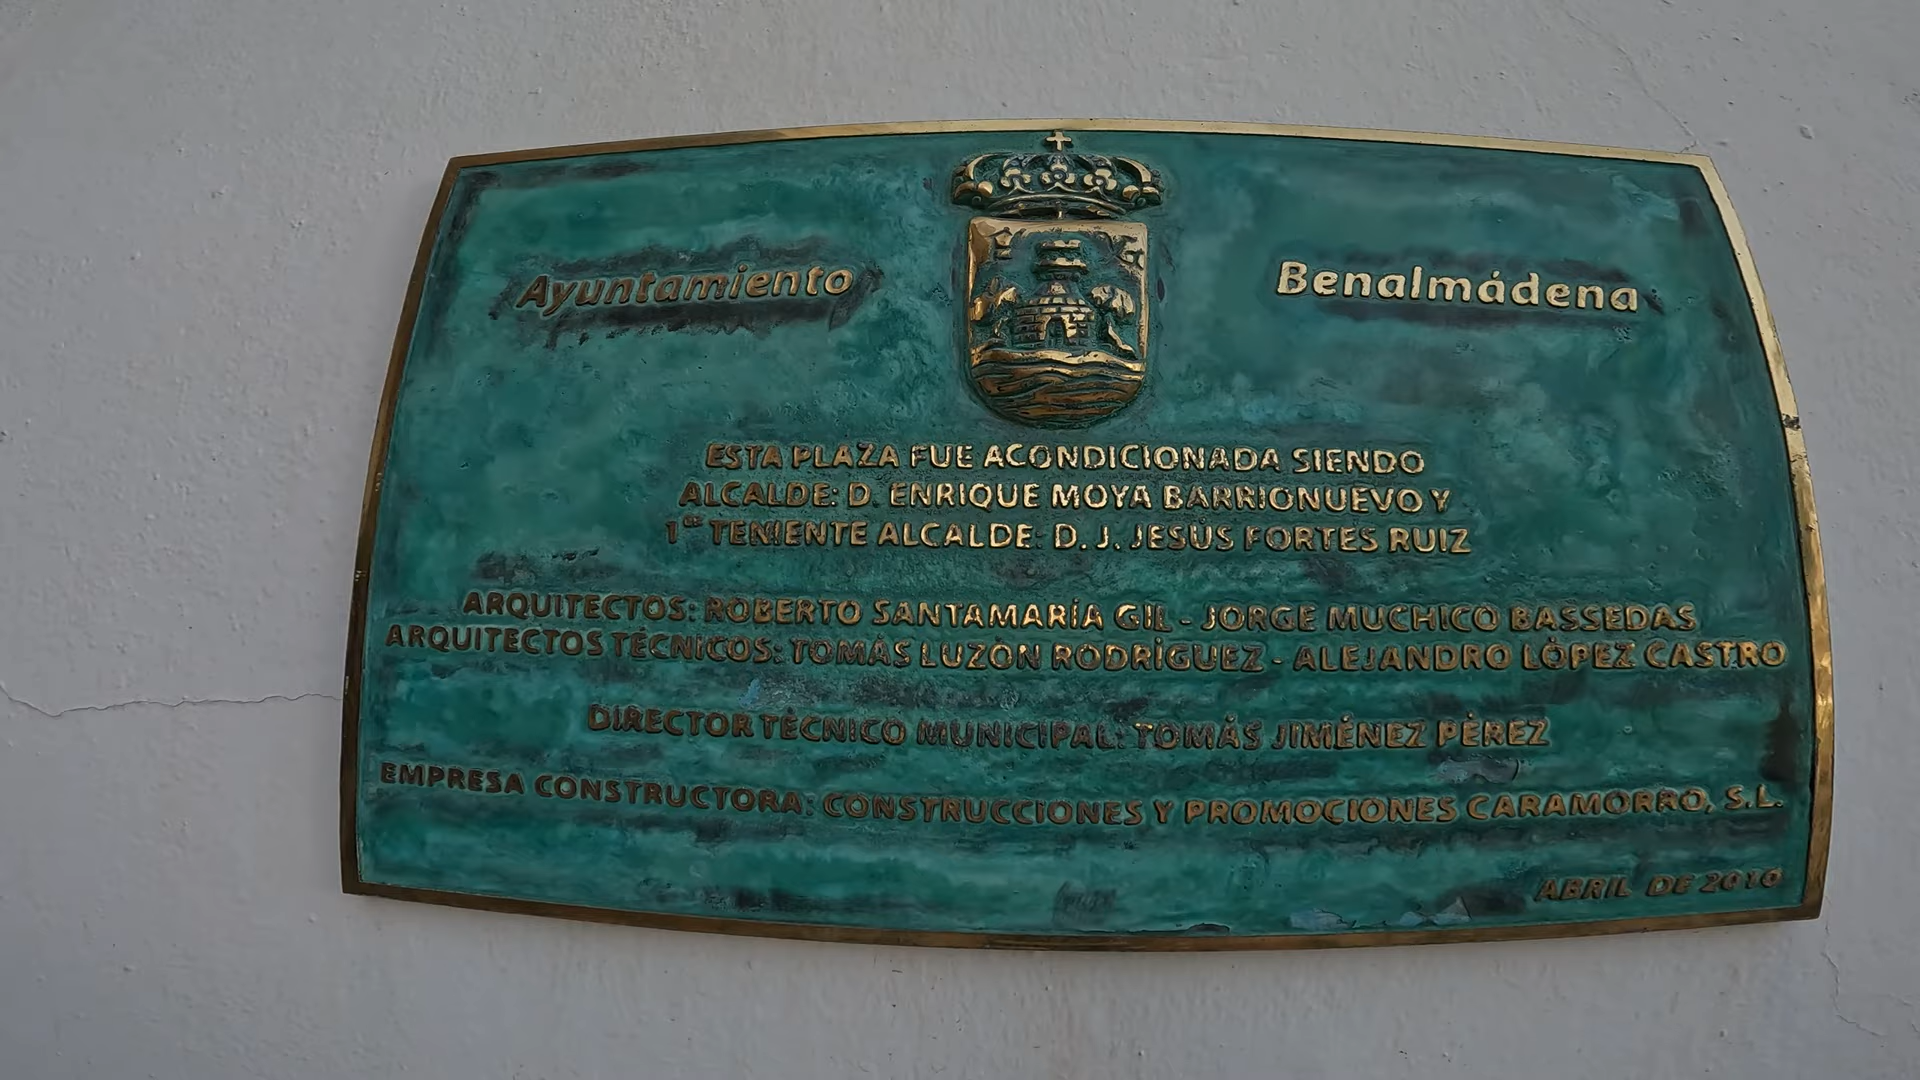 Ayuntamiento Benalmádena
ESTA PLAZA FUE ACONDICIONADA SIENDO
ALCALDE: D. ENRIQUE MOYA BARRIONUEVO Y
1er TENIENTE ALCALDE: D. J. JESÚS FORTES RUIZ
ARQUITECTOS: ROBERTO SANTAMARÍA GIL - JORGE MUCHICO BASSEDAS
ARQUITECTOS TÉCNICOS: TOMÁS LUZÓN RODRÍGUEZ - ALEJANDRO LÓPEZ CASTRO
DIRECTOR TÉCNICO MUNICIPAL: TOMÁS JIMÉNEZ PÉREZ
EMPRESA CONSTRUCTORA: CONSTRUCCIONES Y PROMOCIONES CARAMORRO, S.L.
ABRIL DE 2010